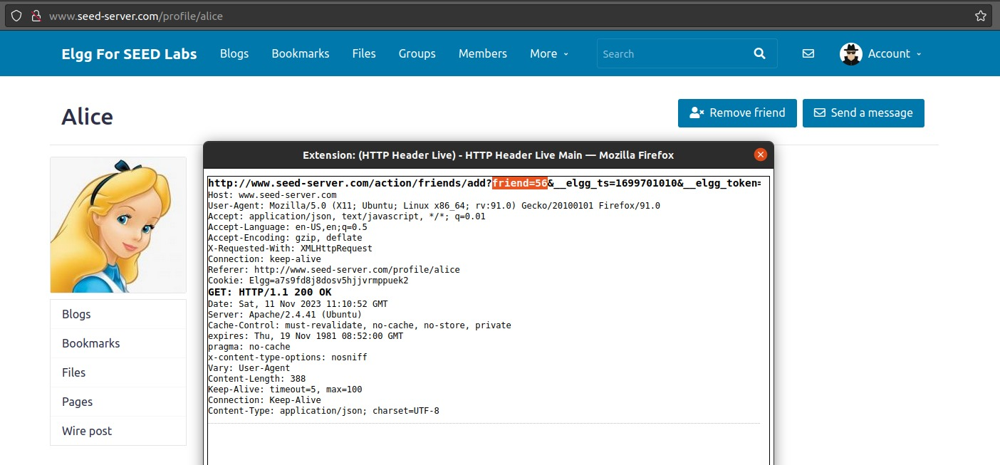 www.seed-server.com/profile/alice
Elgg For SEED Labs Blogs Bookmarks Files Groups Members More Search Account
Alice
Remove friend Send a message
Extension: (HTTP Header Live) - HTTP Header Live Main — Mozilla Firefox
http://www.seed-server.com/action/friends/add?friend=56&__elgg_ts=1699701010&__elgg_token=
Host: www.seed-server.com
User-Agent: Mozilla/5.0 (X11; Ubuntu; Linux x86_64; rv:91.0) Gecko/20100101 Firefox/91.0
Accept: application/json, text/javascript, */*; q=0.01
Accept-Language: en-US,en;q=0.5
Accept-Encoding: gzip, deflate
X-Requested-With: XMLHttpRequest
Connection: keep-alive
Referer: http://www.seed-server.com/profile/alice
Cookie: Elgg=a7s9fd8j8dosv5hjjvrmppuek2
GET: HTTP/1.1 200 OK
Date: Sat, 11 Nov 2023 11:10:52 GMT
Server: Apache/2.4.41 (Ubuntu)
Cache-Control: must-revalidate, no-cache, no-store, private
expires: Thu, 19 Nov 1981 08:52:00 GMT
pragma: no-cache
x-content-type-options: nosniff
Vary: User-Agent
Content-Length: 388
Keep-Alive: timeout=5, max=100
Connection: Keep-Alive
Content-Type: application/json; charset=UTF-8
Blogs
Bookmarks
Files
Pages
Wire post